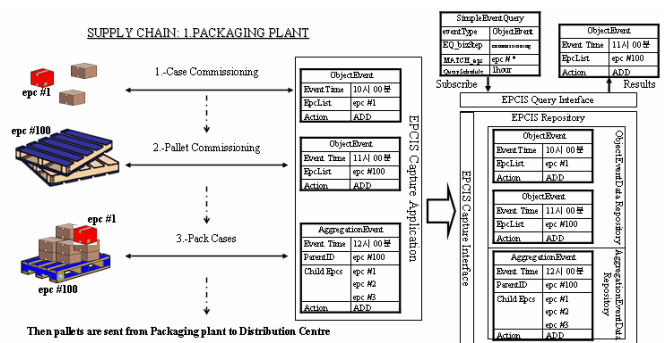 SUPPLY CHAIN: 1.PACKAGING PLANT
epc #1
1.-Case Commissioning
epc #100
2.-Pallet Commissioning
epc #1
3.-Pack Cases
epc #100
Then pallets are sent from Packaging plant to Distribution Centre
ObjectEvent
Event Time 10시 00분
EpcList epc #1
Action ADD
ObjectEvent
Event Time 11시 00분
EpcList epc #100
Action ADD
AggregationEvent
Event Time 12시 00분
ParentID epc #100
Child Epcs epc #1
epc #2
epc #3
Action ADD
EPCIS Capture Application
SimpleEventQuery
eventType ObjectEvent
EQ_bizStep
MATCH_epc epc # *
QuerySchedule 1hour
Subscribe
ObjectEvent
Event Time 11시 00분
EpcList epc #100
Action ADD
Results
EPCIS Query Interface
EPCIS Repository
EPCIS Capture Interface
ObjectEvent
EventTime 10시 00분
EpcList epc #1
Action ADD
ObjectEvent
Event Time 11시 00분
EpcList epc #100
Action ADD
ObjectEventData Repository
AggregationEvent
Event Time 12시 00분
ParentID epc #100
Child Epcs epc #1
epc #2
epc #3
Action ADD
AggregationEventData
Repository